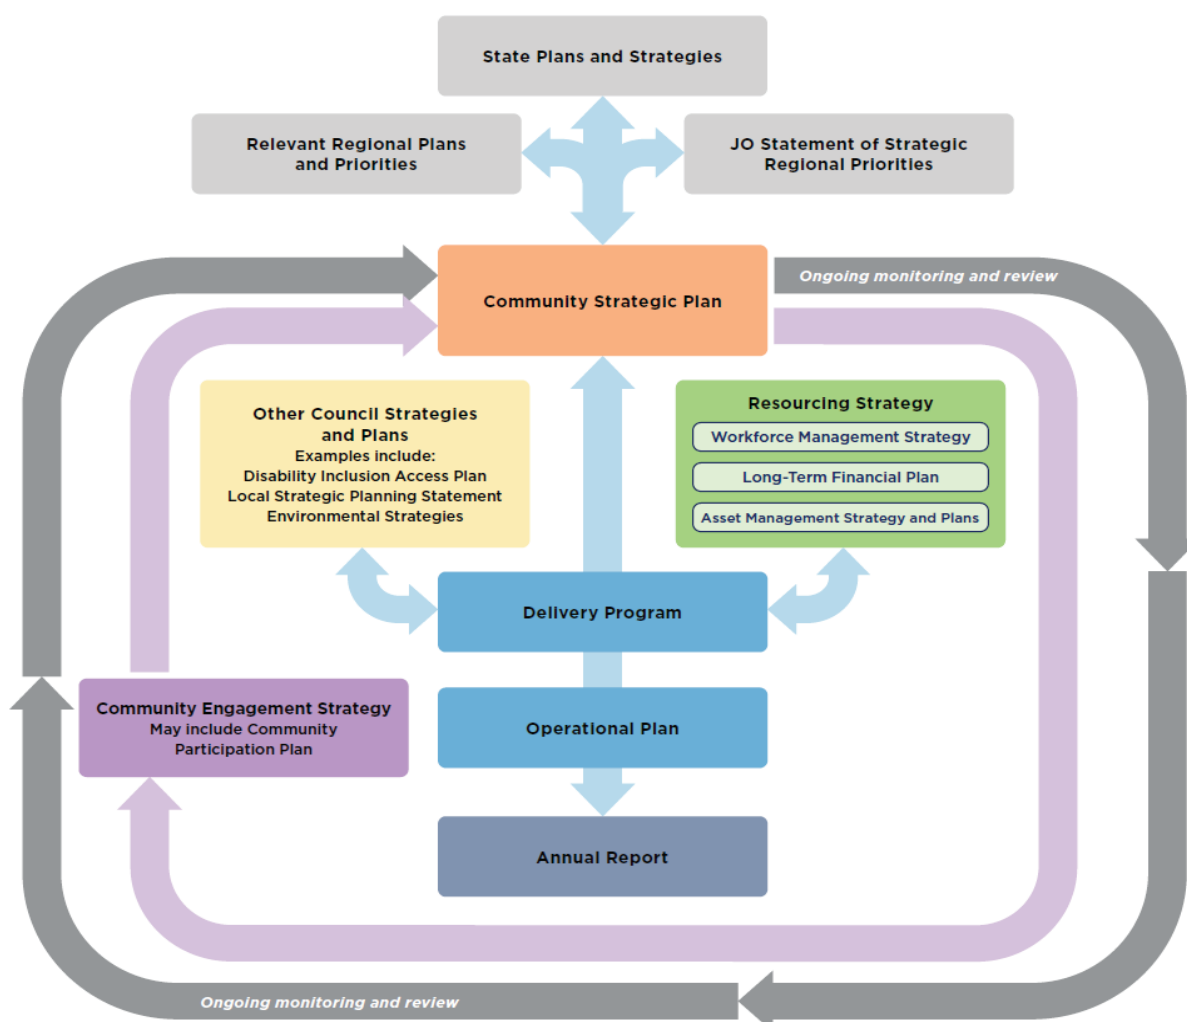 State Plans and Strategies
Relevant Regional Plans
and Priorities
JO Statement of Strategic
Regional Priorities
Community Strategic Plan
Ongoing monitoring and review
Other Council Strategies
and Plans
Examples include:
Disability Inclusion Access Plan
Local Strategic Planning Statement
Environmental Strategies
Resourcing Strategy
Workforce Management Strategy
Long-Term Financial Plan
Asset Management Strategy and Plans
Delivery Program
Community Engagement Strategy
May include Community
Participation Plan
Operational Plan
Annual Report
Ongoing monitoring and review